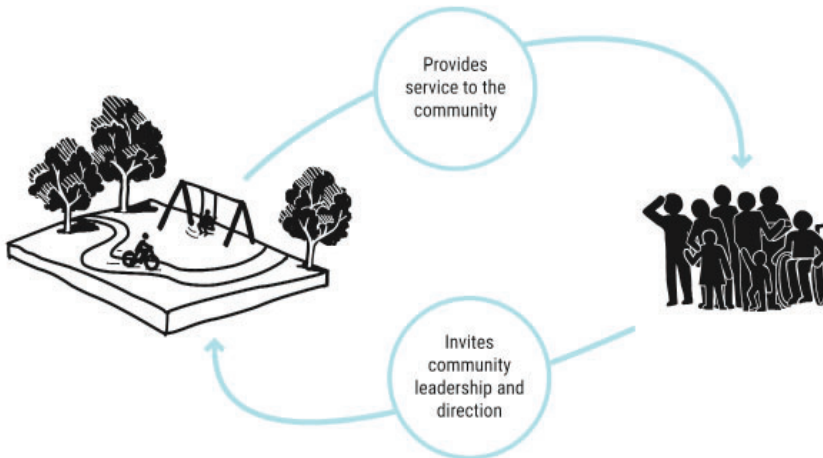 Provides
service to the
community
Invites
community
leadership and
direction